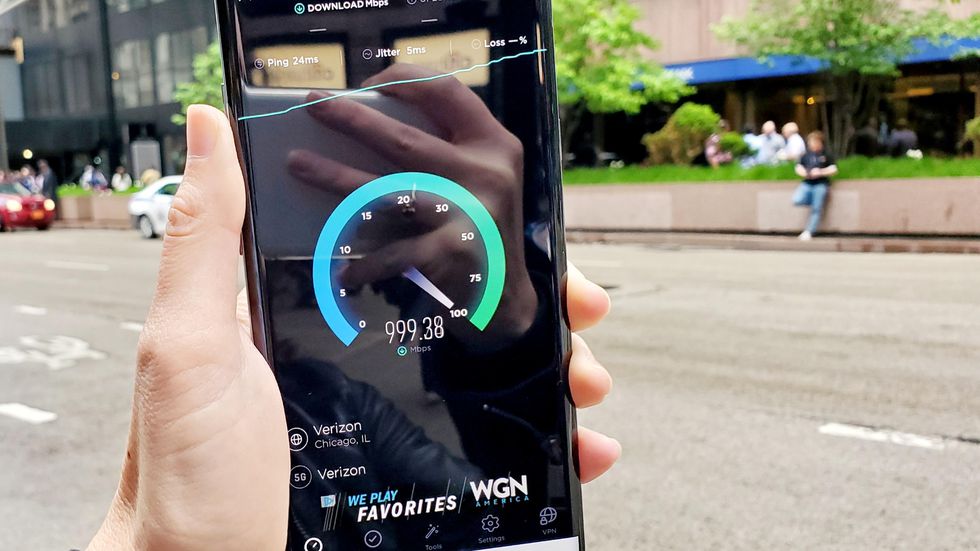 DOWNLOAD Mbps
Ping 24ms
Jitter 5ms
Loss —%
0
5
10
15
20
30
50
75
100
999.38
Mbps
Verizon
Chicago, IL
5G
Verizon
WE PLAY
FAVORITES
WGN
AMERICA
Tools
Settings
VPN